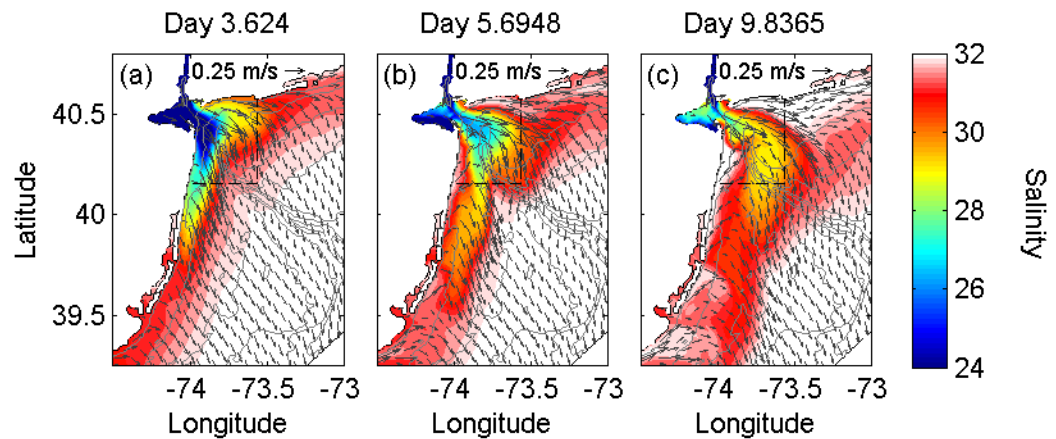 Day 3.624
Day 5.6948
Day 9.8365
(a)
0.25 m/s
(b)
0.25 m/s
(c)
0.25 m/s
Latitude
40.5
40
39.5
-74
-73.5
-74
-73.5
-74
-73.5
-73
Longitude
Longitude
Longitude
32
30
28
26
24
Salinity